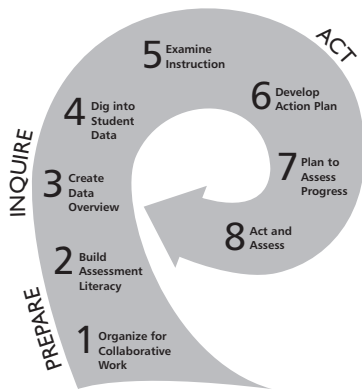 ACT
5 Examine
Instruction
6 Develop
Action Plan
4 Dig into
Student
Data
7 Plan to
Assess
Progress
INQUIRE
3 Create
Data
Overview
8 Act and
Assess
2 Build
Assessment
Literacy
PREPARE
1 Organize for
Collaborative
Work